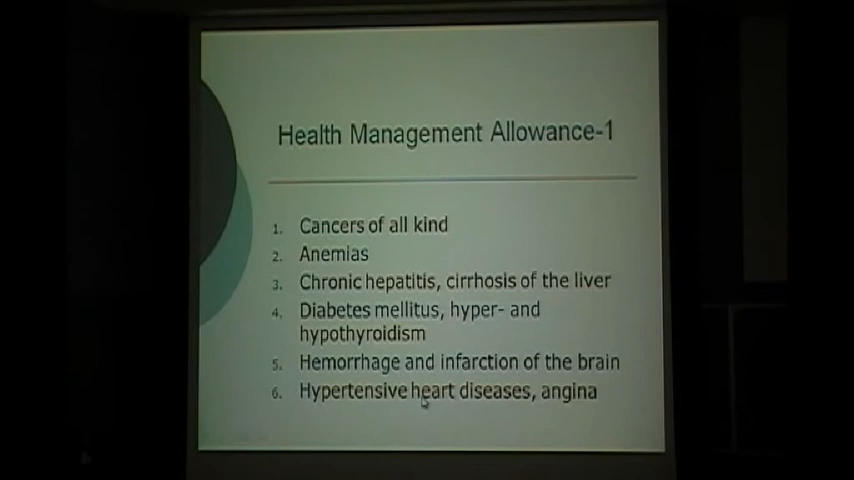 Health Management Allowance-1
1. Cancers of all kind
2. Anemias
3. Chronic hepatitis, cirrhosis of the liver
4. Diabetes mellitus, hyper- and
hypothyroidism
5. Hemorrhage and infarction of the brain
6. Hypertensive heart diseases, angina